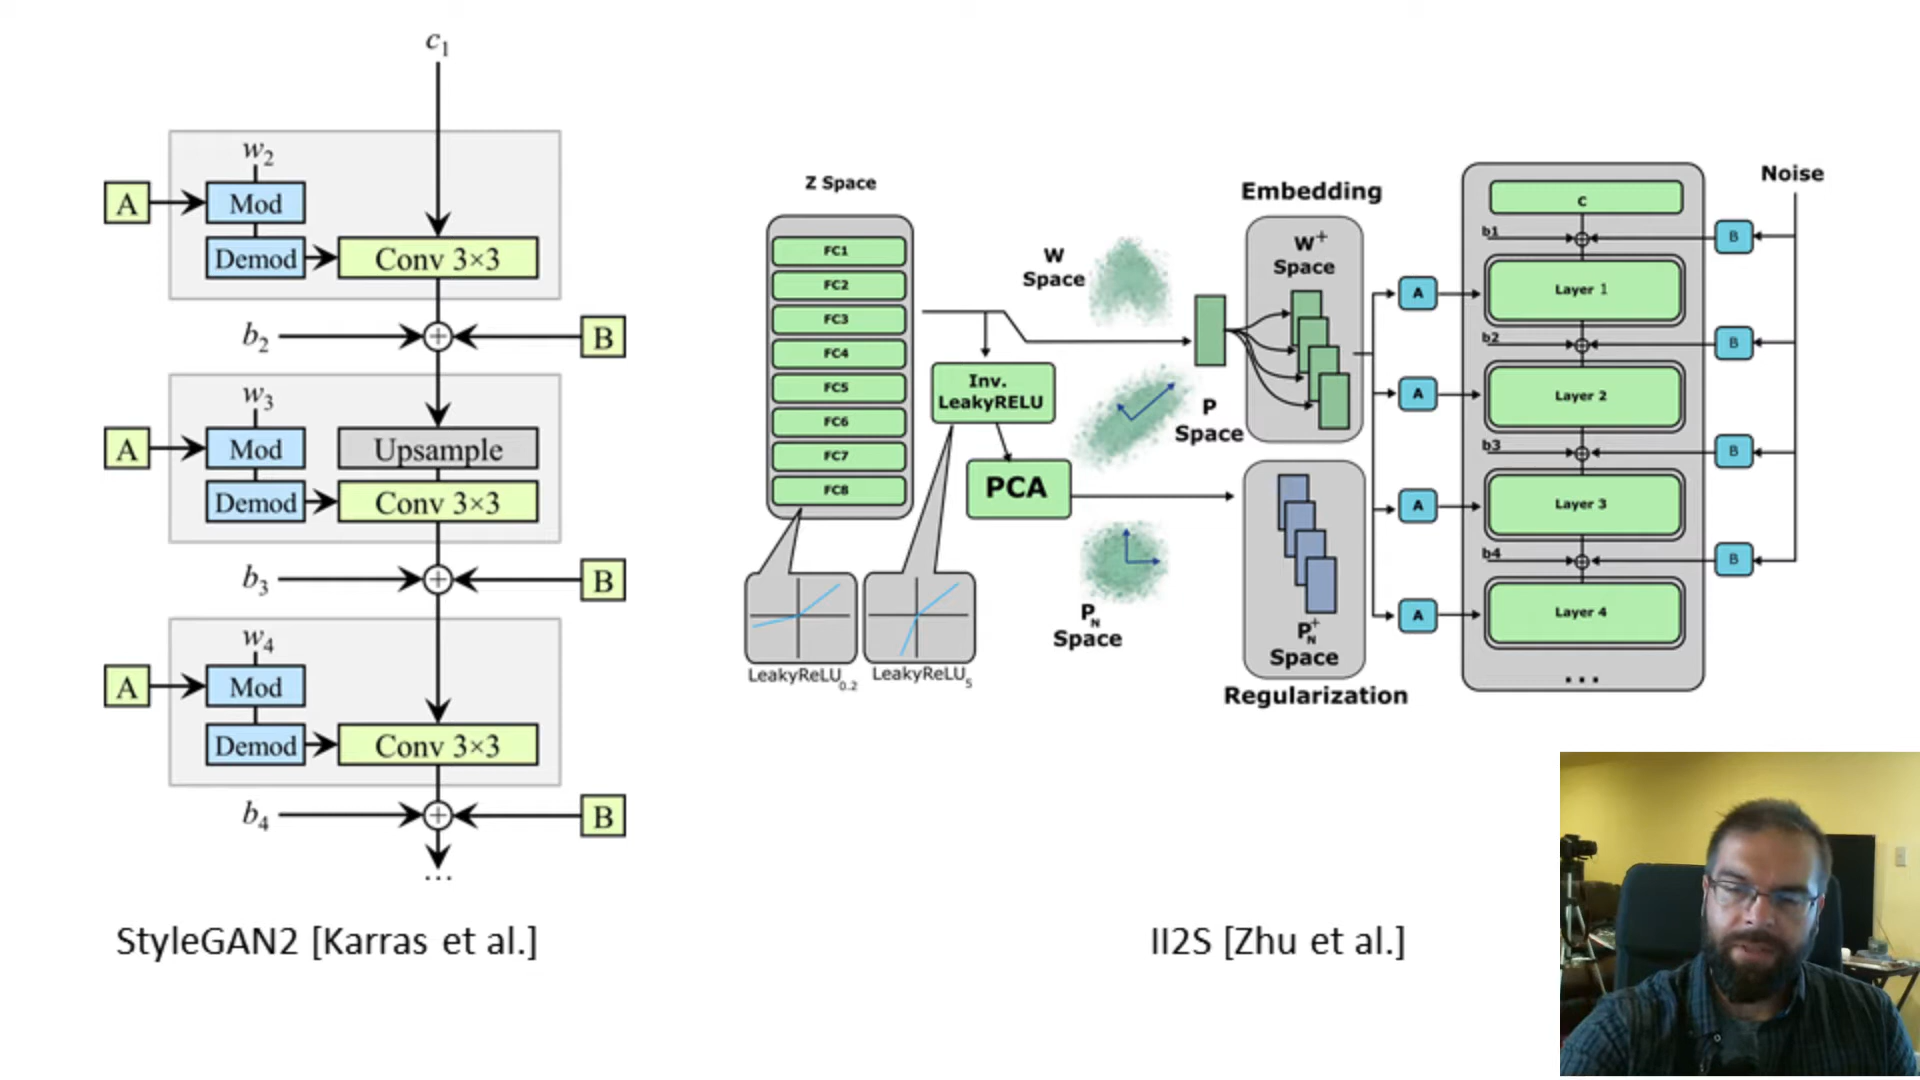 c1
w2
A
Mod
Demod
Conv 3×3
b2
B
w3
A
Mod
Upsample
Demod
Conv 3×3
b3
B
w4
A
Mod
Demod
Conv 3×3
b4
B
...
StyleGAN2 [Karras et al.]
Z Space
FC1
FC2
FC3
FC4
FC5
FC6
FC7
FC8
LeakyReLU0.2
LeakyReLU5
Inv.
LeakyRELU
PCA
W
Space
P
Space
PN
Space
Embedding
W+
Space
PN+
Space
Regularization
A
A
A
A
C
b1
Layer 1
b2
Layer 2
b3
Layer 3
b4
Layer 4
...
Noise
B
B
B
B
II2S [Zhu et al.]